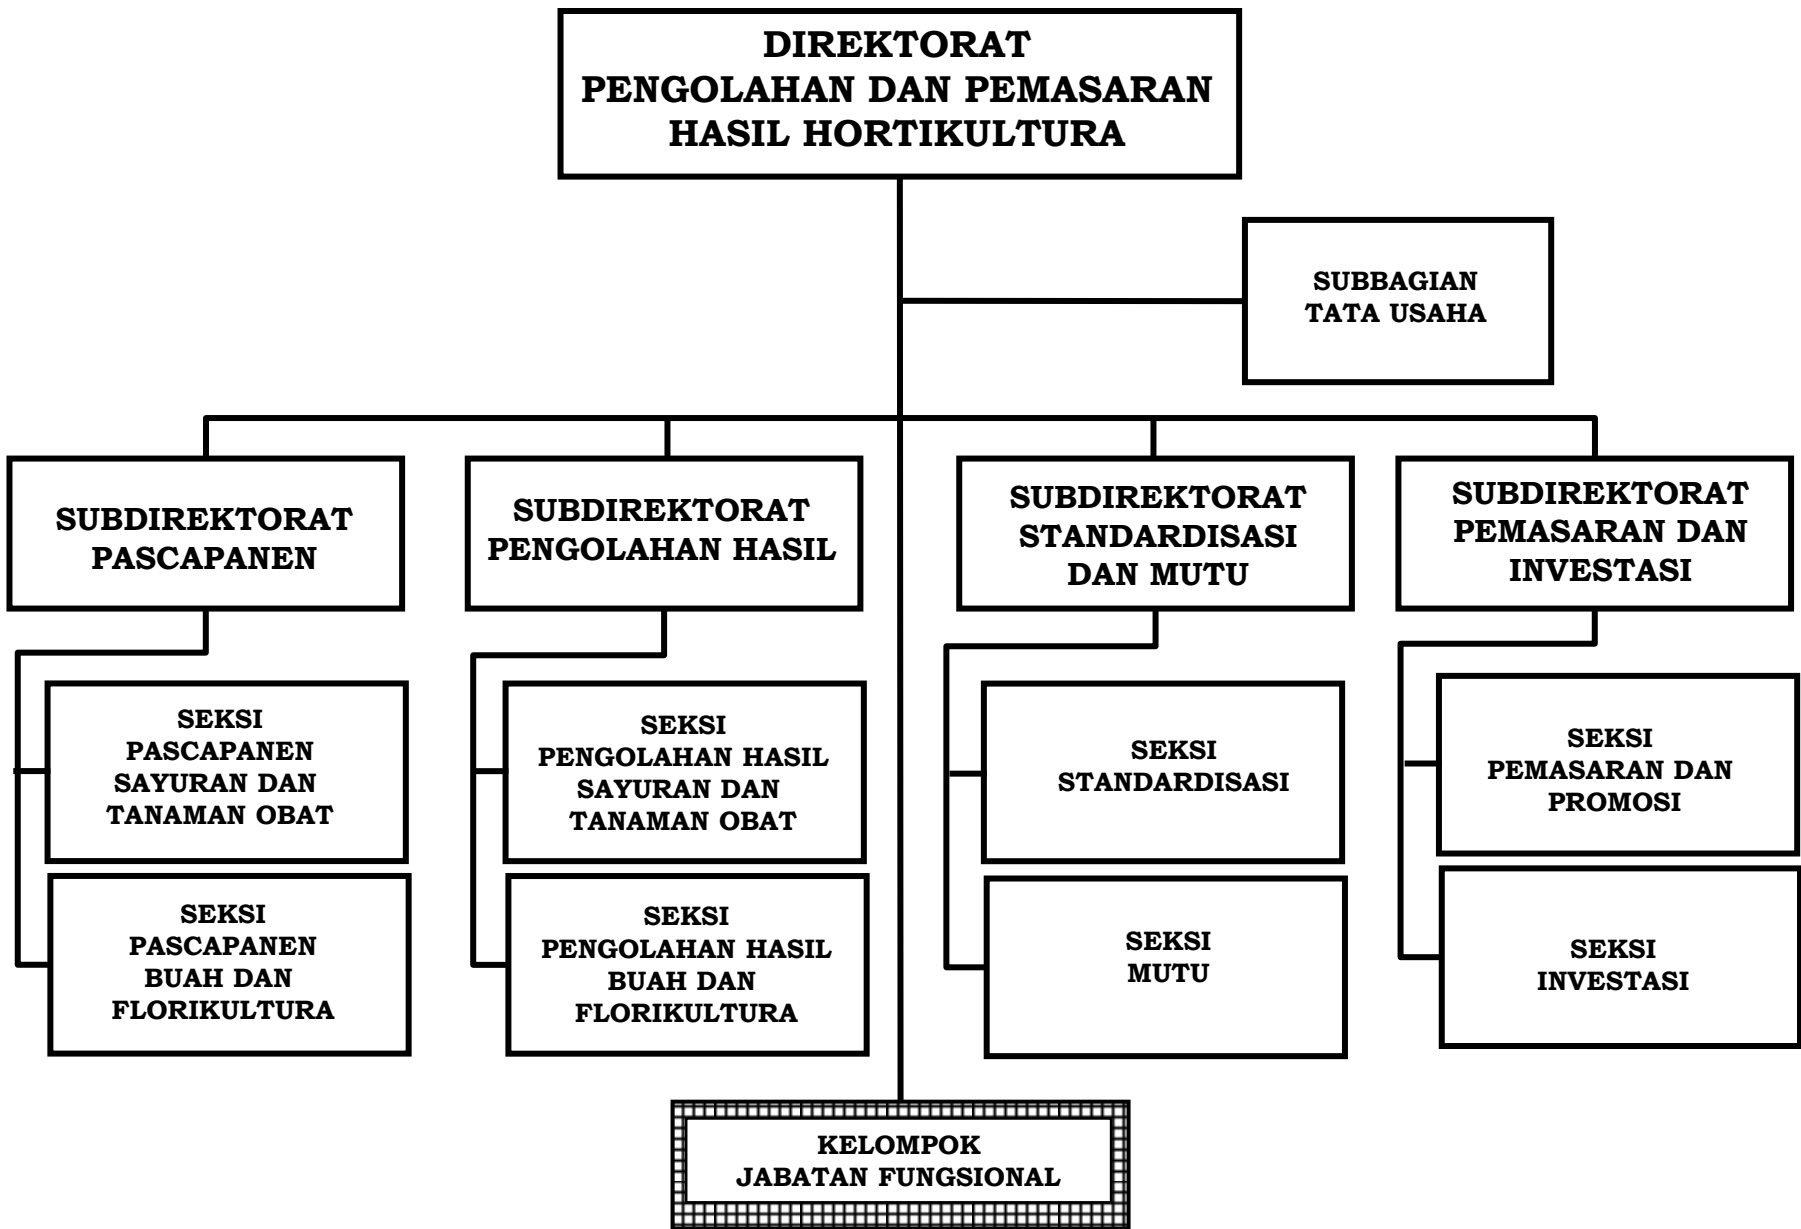 DIREKTORAT
PENGOLAHAN DAN PEMASARAN
HASIL HORTIKULTURA
SUBBAGIAN
TATA USAHA
SUBDIREKTORAT
PASCAPANEN
SUBDIREKTORAT
PENGOLAHAN HASIL
SUBDIREKTORAT
STANDARDISASI
DAN MUTU
SUBDIREKTORAT
PEMASARAN DAN
INVESTASI
SEKSI
PASCAPANEN
SAYURAN DAN
TANAMAN OBAT
SEKSI
PENGOLAHAN HASIL
SAYURAN DAN
TANAMAN OBAT
SEKSI
STANDARDISASI
SEKSI
PEMASARAN DAN
PROMOSI
SEKSI
PASCAPANEN
BUAH DAN
FLORIKULTURA
SEKSI
PENGOLAHAN HASIL
BUAH DAN
FLORIKULTURA
SEKSI
MUTU
SEKSI
INVESTASI
KELOMPOK
JABATAN FUNGSIONAL